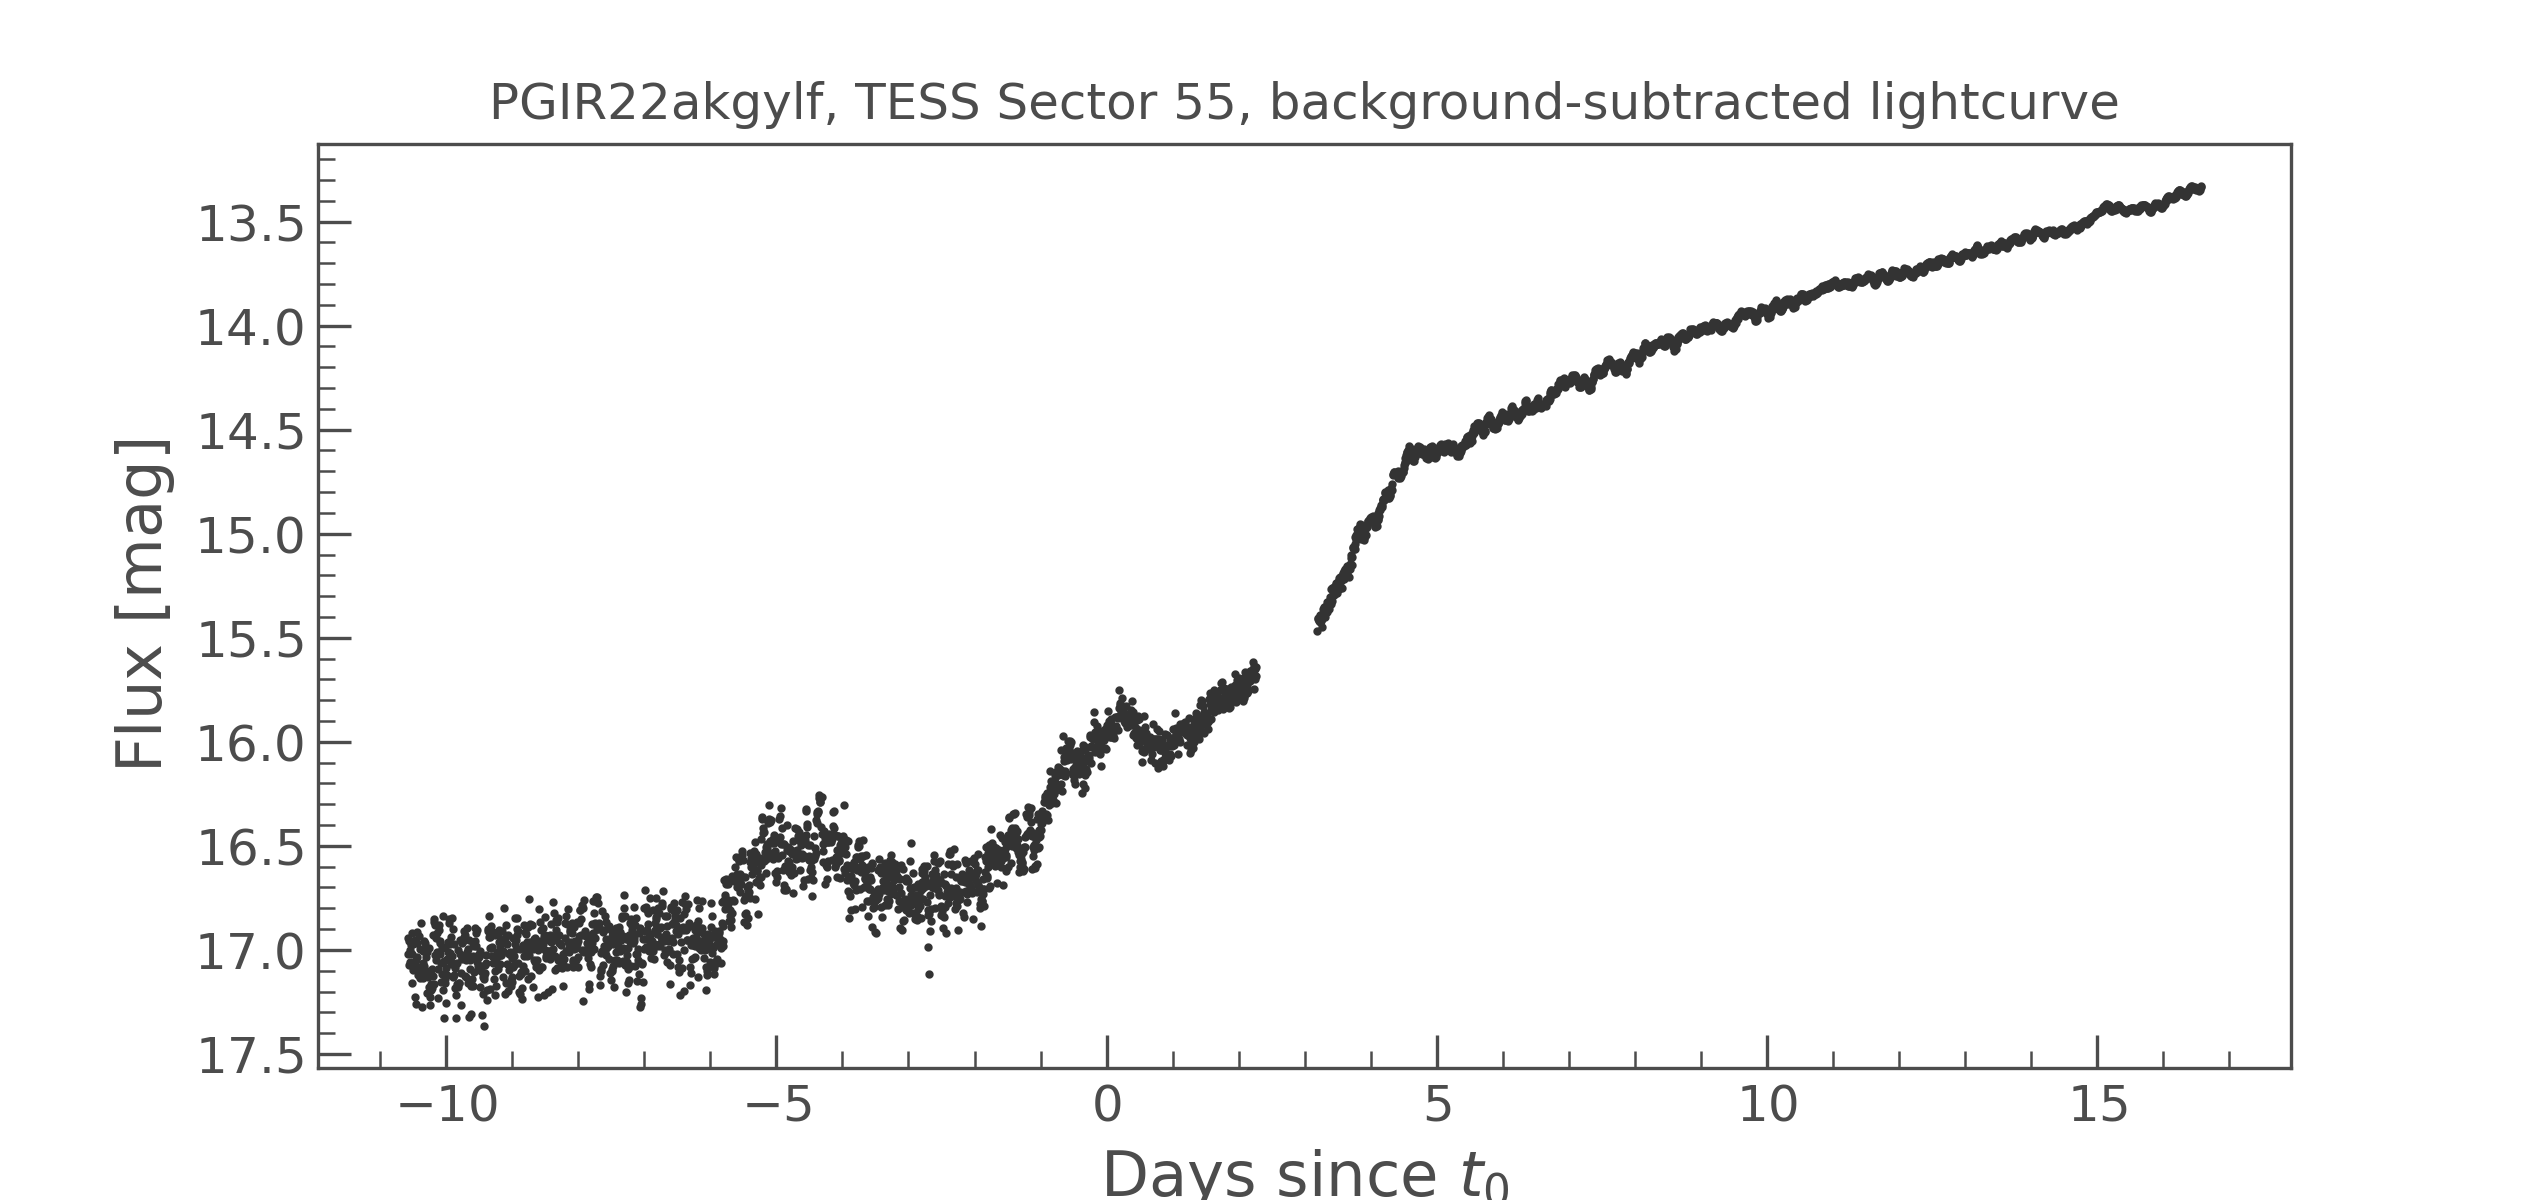 PGIR22akgylf, TESS Sector 55, background-subtracted lightcurve
Flux [mag]
13.5
14.0
14.5
15.0
15.5
16.0
16.5
17.0
17.5
−10 −5 0 5 10 15
Days since t₀